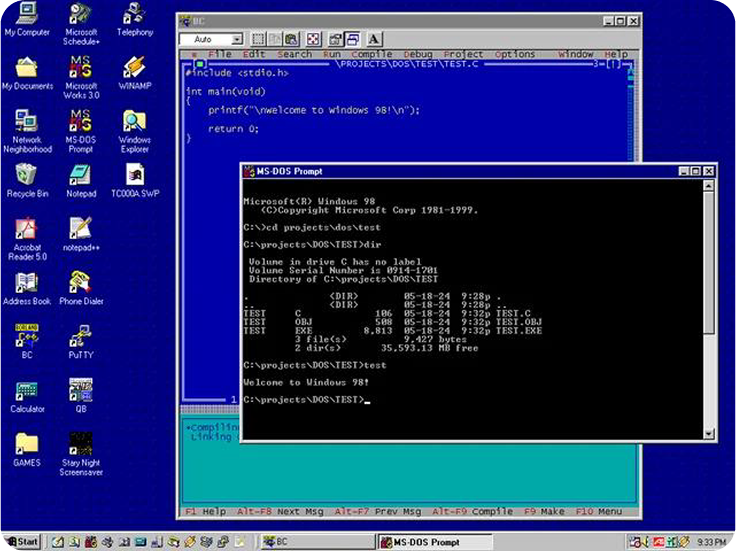 My Computer
Microsoft Schedule+
Telephony
My Documents
Microsoft Works 3.0
WINAMP
Network Neighborhood
MS-DOS Prompt
Windows Explorer
Recycle Bin
Notepad
TC000A.SWP
Acrobat Reader 5.0
notepad++
Address Book
Phone Dialer
BC
PuTTY
Calculator
QB
GAMES
Stay Night Screensaver
BC
Auto
File Edit Search Run Compile Debug Project Options Window Help
\PROJECTS\DOS\TEST\TEST.C 3=[↑]
#include <stdio.h>
int main(void)
{
printf("\nwelcome to windows 98!\n");
return 0;
}
MS-DOS Prompt
Microsoft(R) Windows 98
(C)Copyright Microsoft Corp 1981-1999.
C:\>cd projects\dos\test
C:\projects\DOS\TEST>dir
Volume in drive C has no label
Volume Serial Number is 0914-1701
Directory of C:\projects\DOS\TEST
. <DIR> 05-18-24 9:28p .
.. <DIR> 05-18-24 9:28p ..
TEST C 106 05-18-24 9:32p TEST.C
TEST OBJ 508 05-18-24 9:32p TEST.OBJ
TEST EXE 8,813 05-18-24 9:32p TEST.EXE
3 file(s) 9,427 bytes
2 dir(s) 35,593.13 MB free
C:\projects\DOS\TEST>test
Welcome to Windows 98!
C:\projects\DOS\TEST>_
1
•Compilin
Linking
F1 Help Alt-F8 Next Msg Alt-F7 Prev Msg Alt-F9 Compile F9 Make F10 Menu
Start
BC
MS-DOS Prompt
9:33 PM